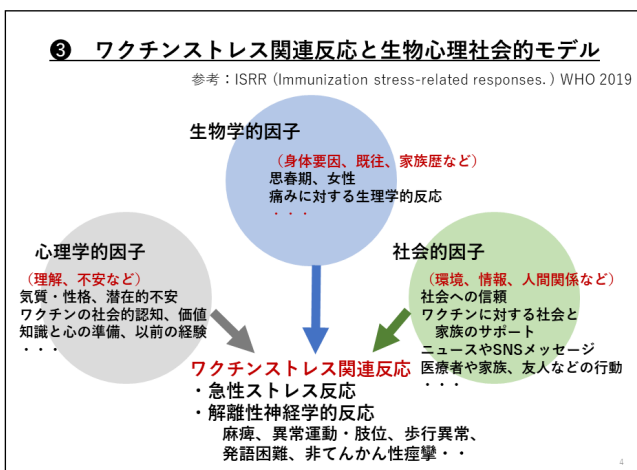 ❸ ワクチンストレス関連反応と生物心理社会的モデル
参考：ISRR (Immunization stress-related responses. ) WHO 2019
生物学的因子
（身体要因、既往、家族歴など）
思春期、女性
痛みに対する生理学的反応
・・・
心理学的因子
（理解、不安など）
気質・性格、潜在的不安
ワクチンの社会的認知、価値
知識と心の準備、以前の経験
・・・
社会的因子
（環境、情報、人間関係など）
社会への信頼
ワクチンに対する社会と
家族のサポート
ニュースやSNSメッセージ
医療者や家族、友人などの行動
・・・
ワクチンストレス関連反応
・急性ストレス反応
・解離性神経学的反応
麻痺、異常運動・肢位、歩行異常、
発語困難、非てんかん性痙攣・・
4